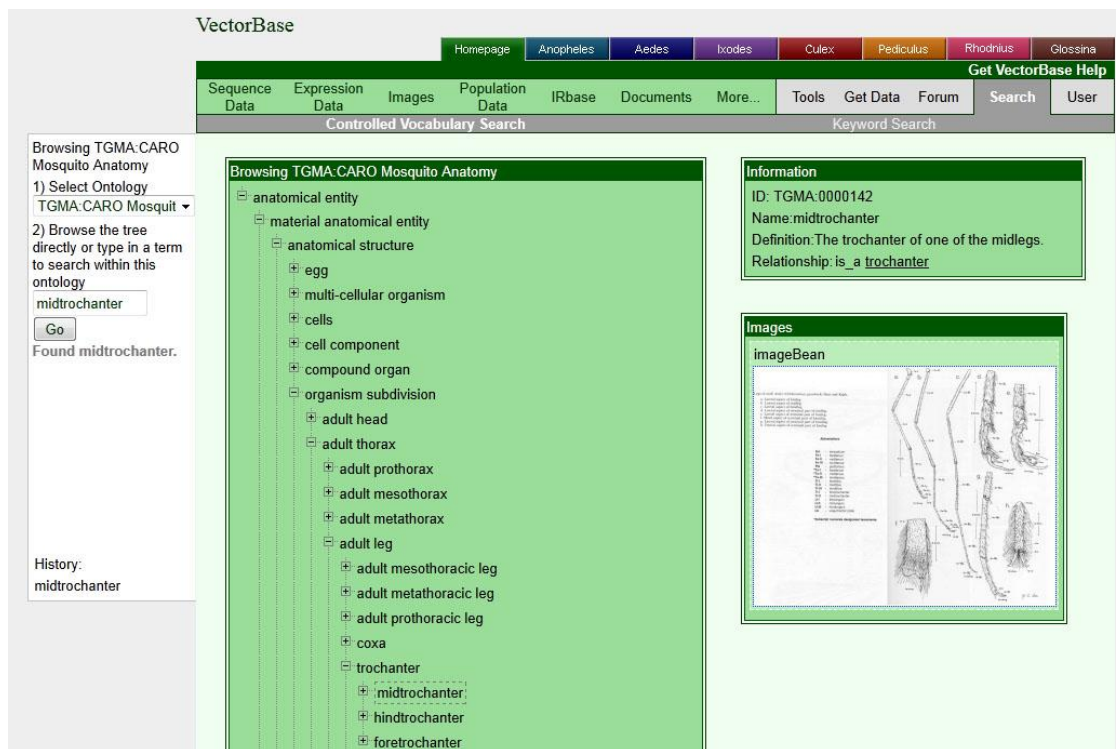 VectorBase
Homepage Anopheles Aedes Ixodes Culex Pediculus Rhodnius Glossina
Get VectorBase Help
Sequence Data Expression Data Images Population Data IRbase Documents More... Tools Get Data Forum Search User
Controlled Vocabulary Search Keyword Search
Browsing TGMA:CARO
Mosquito Anatomy
1) Select Ontology
TGMA:CARO Mosquit
2) Browse the tree
directly or type in a term
to search within this
ontology
midtrochanter
Go
Found midtrochanter.
History:
midtrochanter
Browsing TGMA:CARO Mosquito Anatomy
anatomical entity
material anatomical entity
anatomical structure
egg
multi-cellular organism
cells
cell component
compound organ
organism subdivision
adult head
adult thorax
adult prothorax
adult mesothorax
adult metathorax
adult leg
adult mesothoracic leg
adult metathoracic leg
adult prothoracic leg
coxa
trochanter
midtrochanter
hindtrochanter
foretrochanter
Information
ID: TGMA:0000142
Name:midtrochanter
Definition:The trochanter of one of the midlegs.
Relationship: is_a trochanter
Images
imageBean